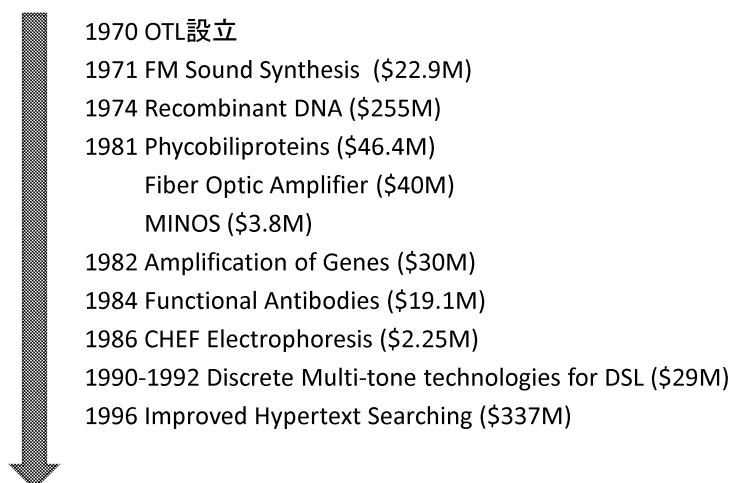 1970 OTL設立
1971 FM Sound Synthesis ($22.9M)
1974 Recombinant DNA ($255M)
1981 Phycobiliproteins ($46.4M)
Fiber Optic Amplifier ($40M)
MINOS ($3.8M)
1982 Amplification of Genes ($30M)
1984 Functional Antibodies ($19.1M)
1986 CHEF Electrophoresis ($2.25M)
1990-1992 Discrete Multi-tone technologies for DSL ($29M)
1996 Improved Hypertext Searching ($337M)